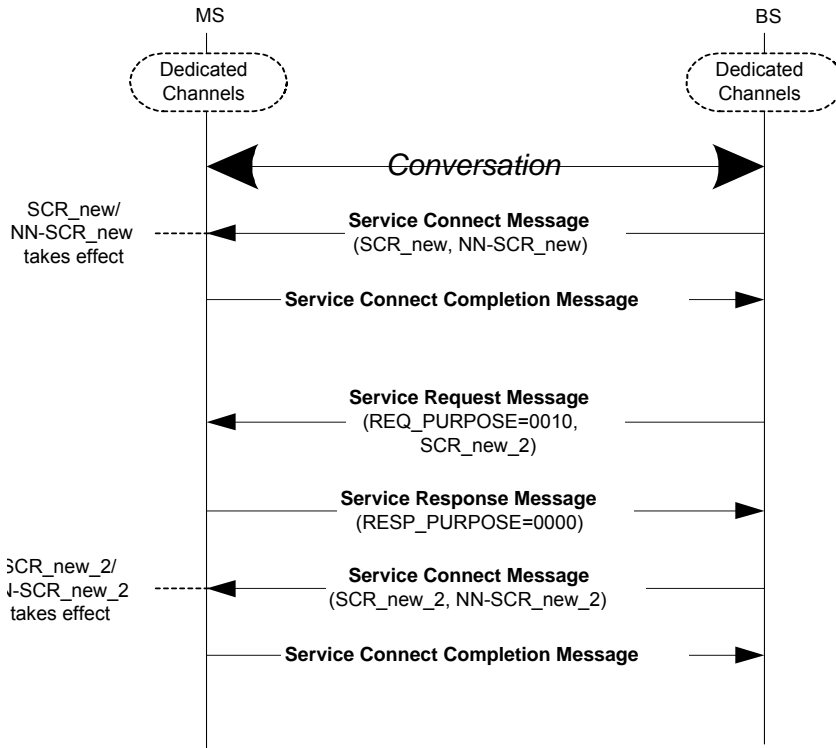 MS
BS
Dedicated
Channels
Dedicated
Channels
Conversation
SCR_new/
NN-SCR_new
takes effect
Service Connect Message
(SCR_new, NN-SCR_new)
Service Connect Completion Message
Service Request Message
(REQ_PURPOSE=0010,
SCR_new_2)
Service Response Message
(RESP_PURPOSE=0000)
SCR_new_2/
N-SCR_new_2
takes effect
Service Connect Message
(SCR_new_2, NN-SCR_new_2)
Service Connect Completion Message